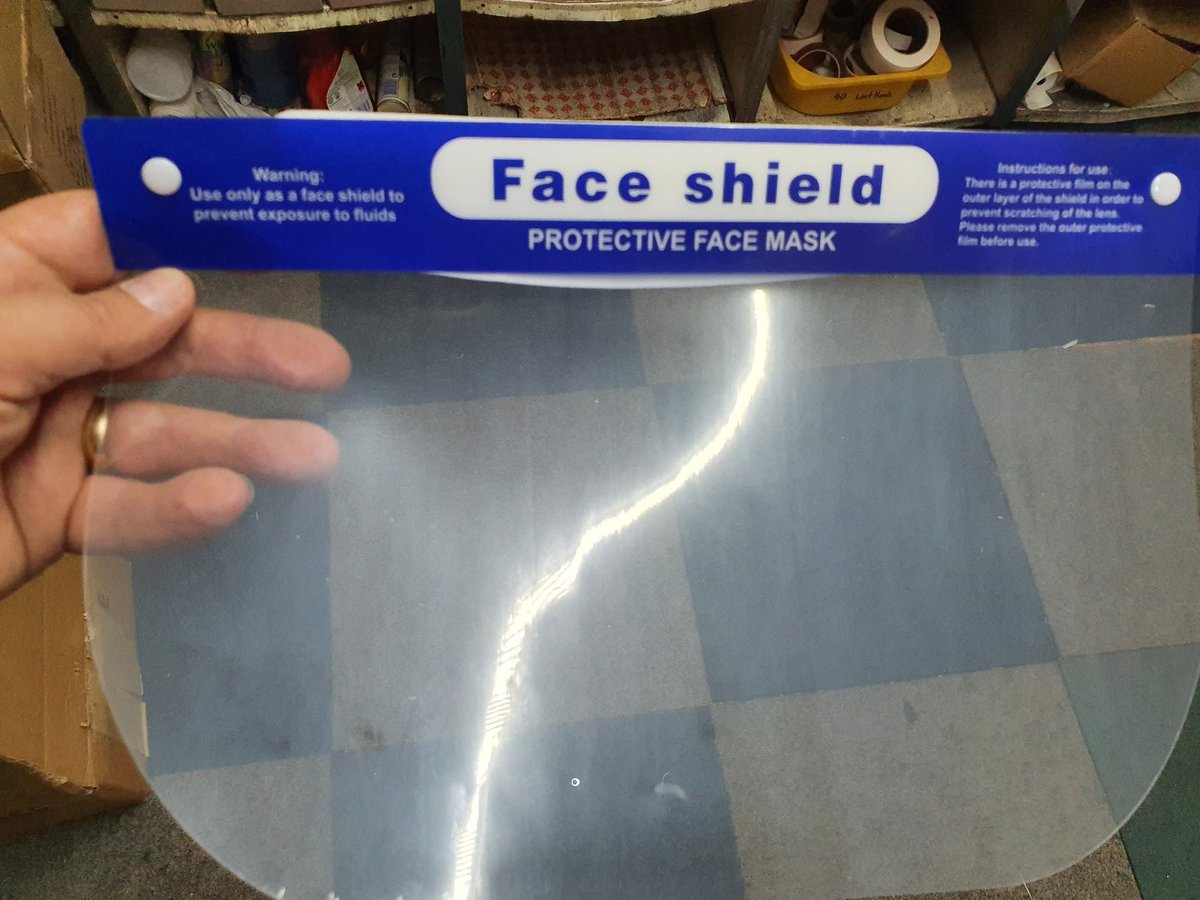 Warning:
Use only as a face shield to
prevent exposure to fluids
Face shield
PROTECTIVE FACE MASK
Instructions for use:
There is a protective film on the
outer layer of the shield in order to
prevent scratching of the lens.
Please remove the outer protective
film before use.